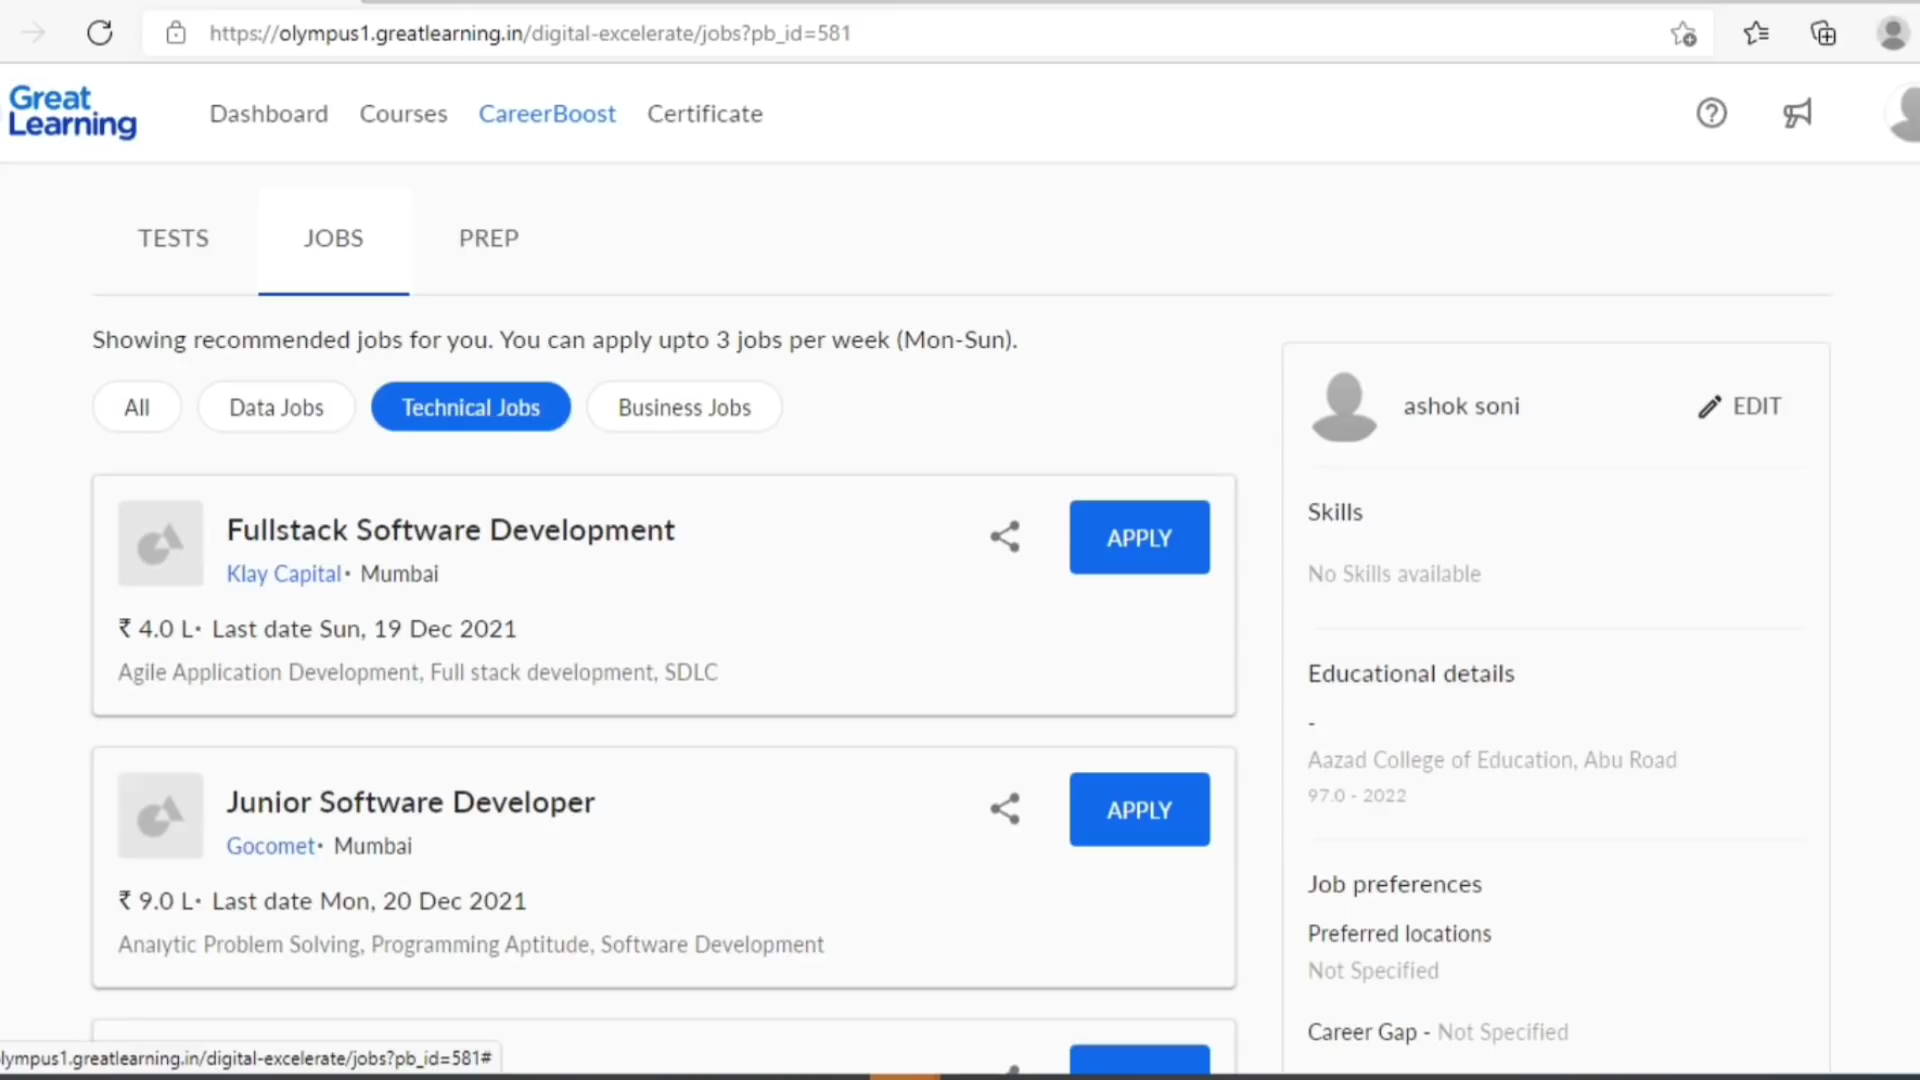 https://olympus1.greatlearning.in/digital-excelerate/jobs?pb_id=581
Great
Learning
Dashboard Courses CareerBoost Certificate
TESTS JOBS PREP
Showing recommended jobs for you. You can apply upto 3 jobs per week (Mon-Sun).
All Data Jobs Technical Jobs Business Jobs
Fullstack Software Development
Klay Capital • Mumbai
APPLY
₹ 4.0 L • Last date Sun, 19 Dec 2021
Agile Application Development, Full stack development, SDLC
Junior Software Developer
Gocomet • Mumbai
APPLY
₹ 9.0 L • Last date Mon, 20 Dec 2021
Analytic Problem Solving, Programming Aptitude, Software Development
ashok soni
EDIT
Skills
No Skills available
Educational details
-
Aazad College of Education, Abu Road
97.0 - 2022
Job preferences
Preferred locations
Not Specified
Career Gap - Not Specified
lympus1.greatlearning.in/digital-excelerate/jobs?pb_id=581#